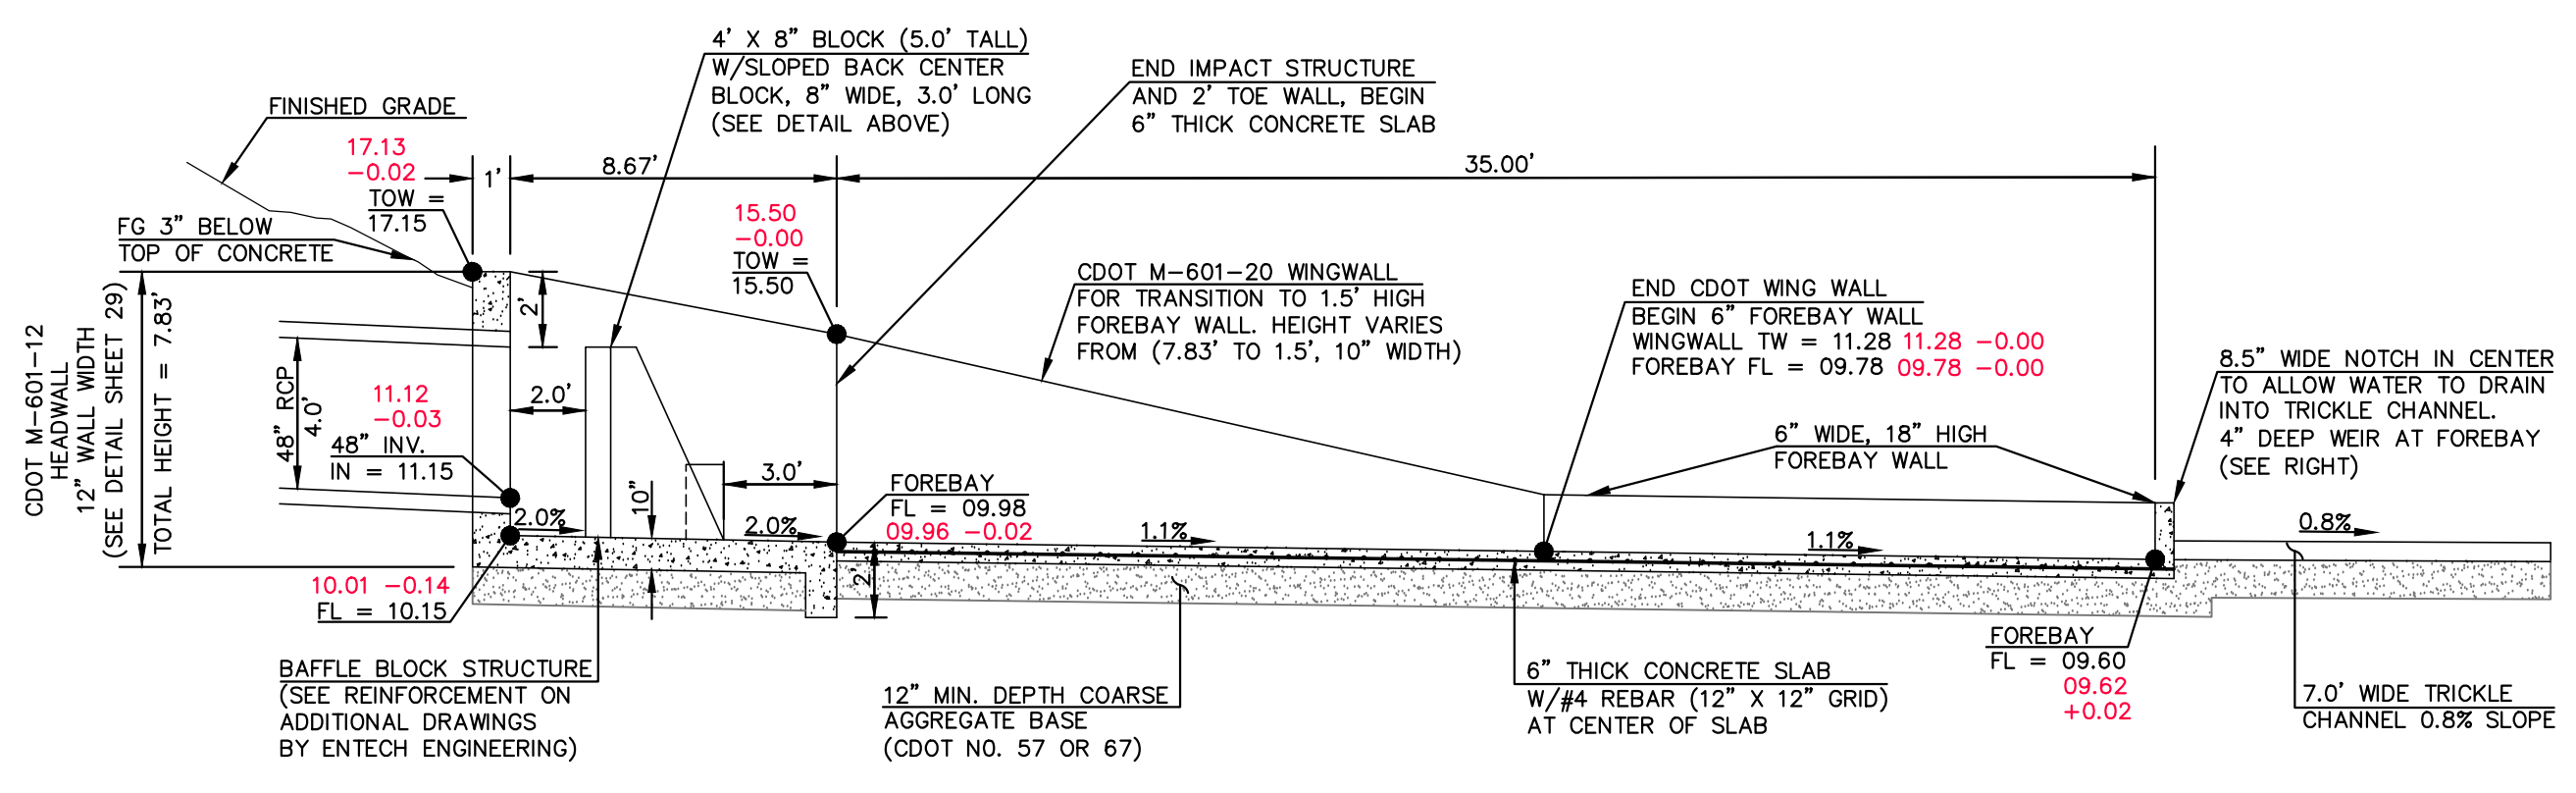 4' X 8" BLOCK (5.0' TALL)
W/SLOPED BACK CENTER
BLOCK, 8" WIDE, 3.0' LONG
(SEE DETAIL ABOVE)
END IMPACT STRUCTURE
AND 2' TOE WALL, BEGIN
6" THICK CONCRETE SLAB
FINISHED GRADE
17.13
-0.02
TOW =
17.15
1'
8.67'
35.00'
FG 3" BELOW
TOP OF CONCRETE
15.50
-0.00
TOW =
15.50
CDOT M-601-20 WINGWALL
FOR TRANSITION TO 1.5' HIGH
FOREBAY WALL. HEIGHT VARIES
FROM (7.83' TO 1.5', 10" WIDTH)
END CDOT WING WALL
BEGIN 6" FOREBAY WALL
WINGWALL TW = 11.28 11.28 -0.00
FOREBAY FL = 09.78 09.78 -0.00
8.5" WIDE NOTCH IN CENTER
TO ALLOW WATER TO DRAIN
INTO TRICKLE CHANNEL.
4" DEEP WEIR AT FOREBAY
(SEE RIGHT)
CDOT M-601-12
HEADWALL
12" WALL WIDTH
(SEE DETAIL SHEET 29)
TOTAL HEIGHT = 7.83'
48" RCP
4.0'
2'
11.12
-0.03
48" INV.
IN = 11.15
2.0'
6" WIDE, 18" HIGH
FOREBAY WALL
3.0'
10"
FOREBAY
FL = 09.98
09.96 -0.02
2.0%
2.0%
1.1%
1.1%
0.8%
2'
10.01 -0.14
FL = 10.15
BAFFLE BLOCK STRUCTURE
(SEE REINFORCEMENT ON
ADDITIONAL DRAWINGS
BY ENTECH ENGINEERING)
12" MIN. DEPTH COARSE
AGGREGATE BASE
(CDOT NO. 57 OR 67)
6" THICK CONCRETE SLAB
W/#4 REBAR (12" X 12" GRID)
AT CENTER OF SLAB
FOREBAY
FL = 09.60
09.62
+0.02
7.0' WIDE TRICKLE
CHANNEL 0.8% SLOPE